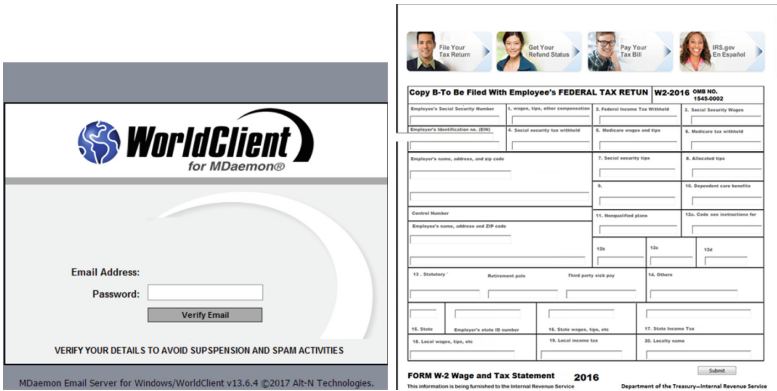 WorldClient
for MDaemon®
Email Address:
Password:
Verify Email
VERIFY YOUR DETAILS TO AVOID SUPSPENSION AND SPAM ACTIVITIES
MDaemon Email Server for Windows/WorldClient v13.6.4 ©2017 Alt-N Technologies.
File Your
Tax Return
Get Your
Refund Status
Pay Your
Tax Bill
IRS.gov
En Español
Copy B-To Be Filed With Employee's FEDERAL TAX RETUN
W2-2016
OMB NO.
1545-0002
Employee's Social Security Number
1, wages, tips, other compensation
2. Federal Income Tax Withheld
3. Social Security Wages
Employer's Identification no. (EIN)
4. Social security tax withheld
5. Medicare wages and tips
6. Medicare tax withheld
Employer's name, address, and zip code
7. Social security tips
8. Allocated tips
9.
10. Dependent care benefits
Control Number
11. Nonqualified plans
12a. Code see instructions for
Employee's name, address and ZIP code
12b
12c
12d
13 . Statutory
Retirement paln
Third party sick pay
14. Others
15. State
Employer's state ID number
16. State wages, tips, etc
17. State Income Tax
18. Local wages, tips, etc
19. Local income tax
20. Locality name
Submit
FORM W-2 Wage and Tax Statement
2016
This information is being furnished to the Internal Revenue Service
Department of the Treasury—Internal Revenue Service